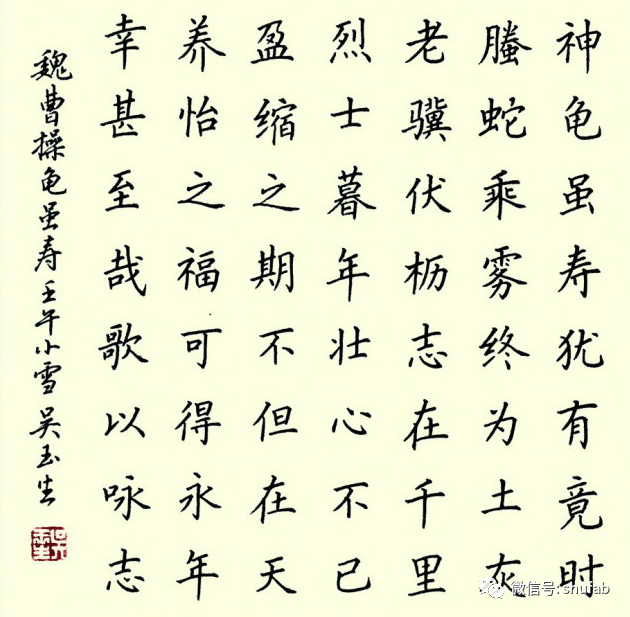 神龟虽寿犹有竟时
螣蛇乘雾终为土灰
老骥伏枥志在千里
烈士暮年壮心不已
盈缩之期不但在天
养怡之福可得永年
幸甚至哉歌以咏志
魏曹操龟虽寿壬午小雪吴玉生
微信号: shufab